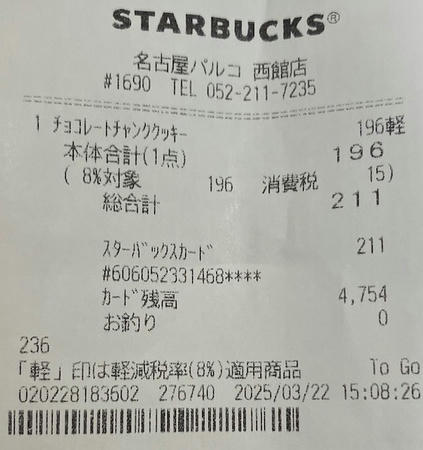 STARBUCKS®
名古屋パルコ 西館店
#1690 TEL 052-211-7235
1 ﾁｮｺﾚｰﾄﾁｬﾝｸｸｯｷｰ 196軽
本体合計(1点) 196
( 8%対象 196 消費税 15)
総合計 211
ｽﾀｰﾊﾞｯｸｽｶｰﾄﾞ 211
#606052331468****
ｶｰﾄﾞ残高 4,754
お釣り 0
236
「軽」印は軽減税率(8%)適用商品 To Go
020228183602 276740 2025/03/22 15:08:26